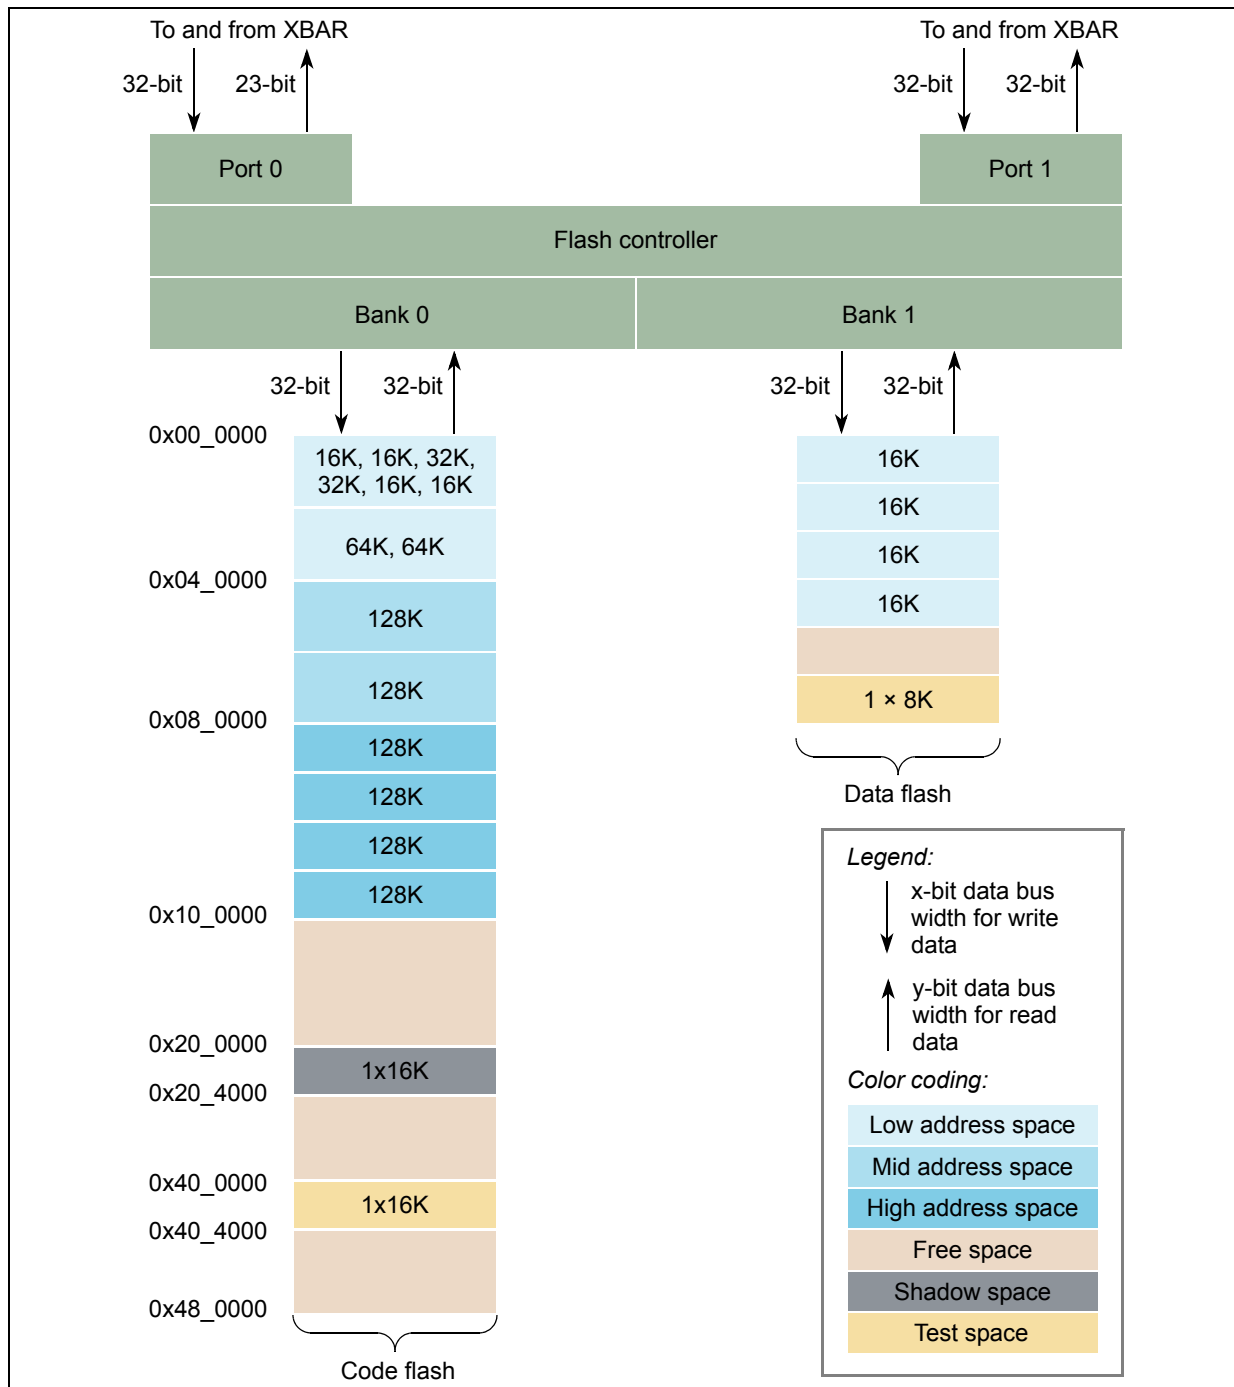 To and from XBAR
To and from XBAR
32-bit
23-bit
32-bit
32-bit
Port 0
Port 1
Flash controller
Bank 0
Bank 1
32-bit
32-bit
32-bit
32-bit
0x00_0000
16K, 16K, 32K,
32K, 16K, 16K
64K, 64K
0x04_0000
128K
128K
0x08_0000
128K
128K
128K
128K
0x10_0000
0x20_0000
1x16K
0x20_4000
0x40_0000
1x16K
0x40_4000
0x48_0000
Code flash
16K
16K
16K
16K
1 × 8K
Data flash
Legend:
x-bit data bus
width for write
data
y-bit data bus
width for read
data
Color coding:
Low address space
Mid address space
High address space
Free space
Shadow space
Test space